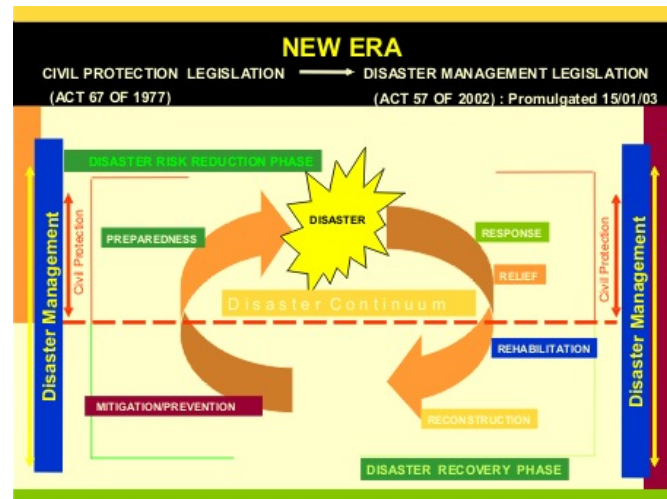 NEW ERA
CIVIL PROTECTION LEGISLATION
DISASTER MANAGEMENT LEGISLATION
(ACT 67 OF 1977)
(ACT 57 OF 2002) : Promulgated 15/01/03
DISASTER RISK REDUCTION PHASE
Disaster Management
Civil Protection
PREPAREDNESS
DISASTER
RESPONSE
RELIEF
Civil Protection
Disaster Management
Disaster Continuum
REHABILITATION
MITIGATION/PREVENTION
RECONSTRUCTION
DISASTER RECOVERY PHASE